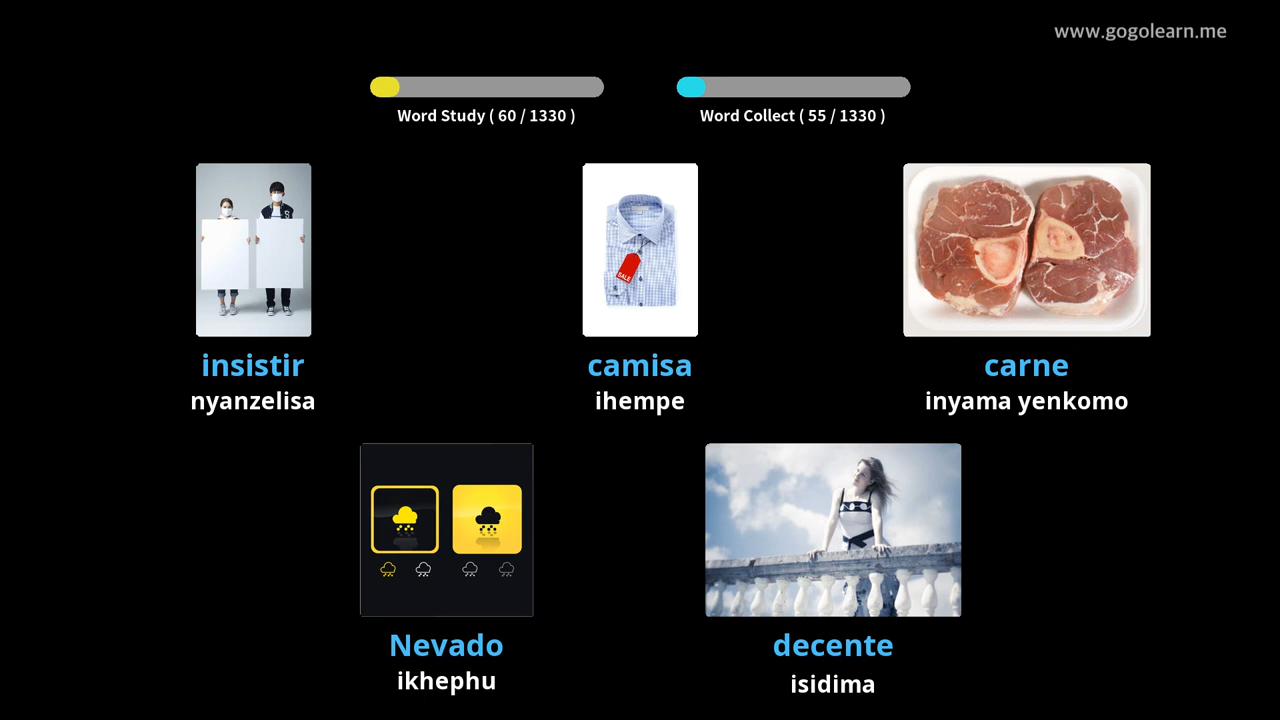 www.gogolearn.me
Word Study ( 60 / 1330 )
Word Collect ( 55 / 1330 )
SALE
insistir
nyanzelisa
camisa
ihempe
carne
inyama yenkomo
Nevado
ikhephu
decente
isidima